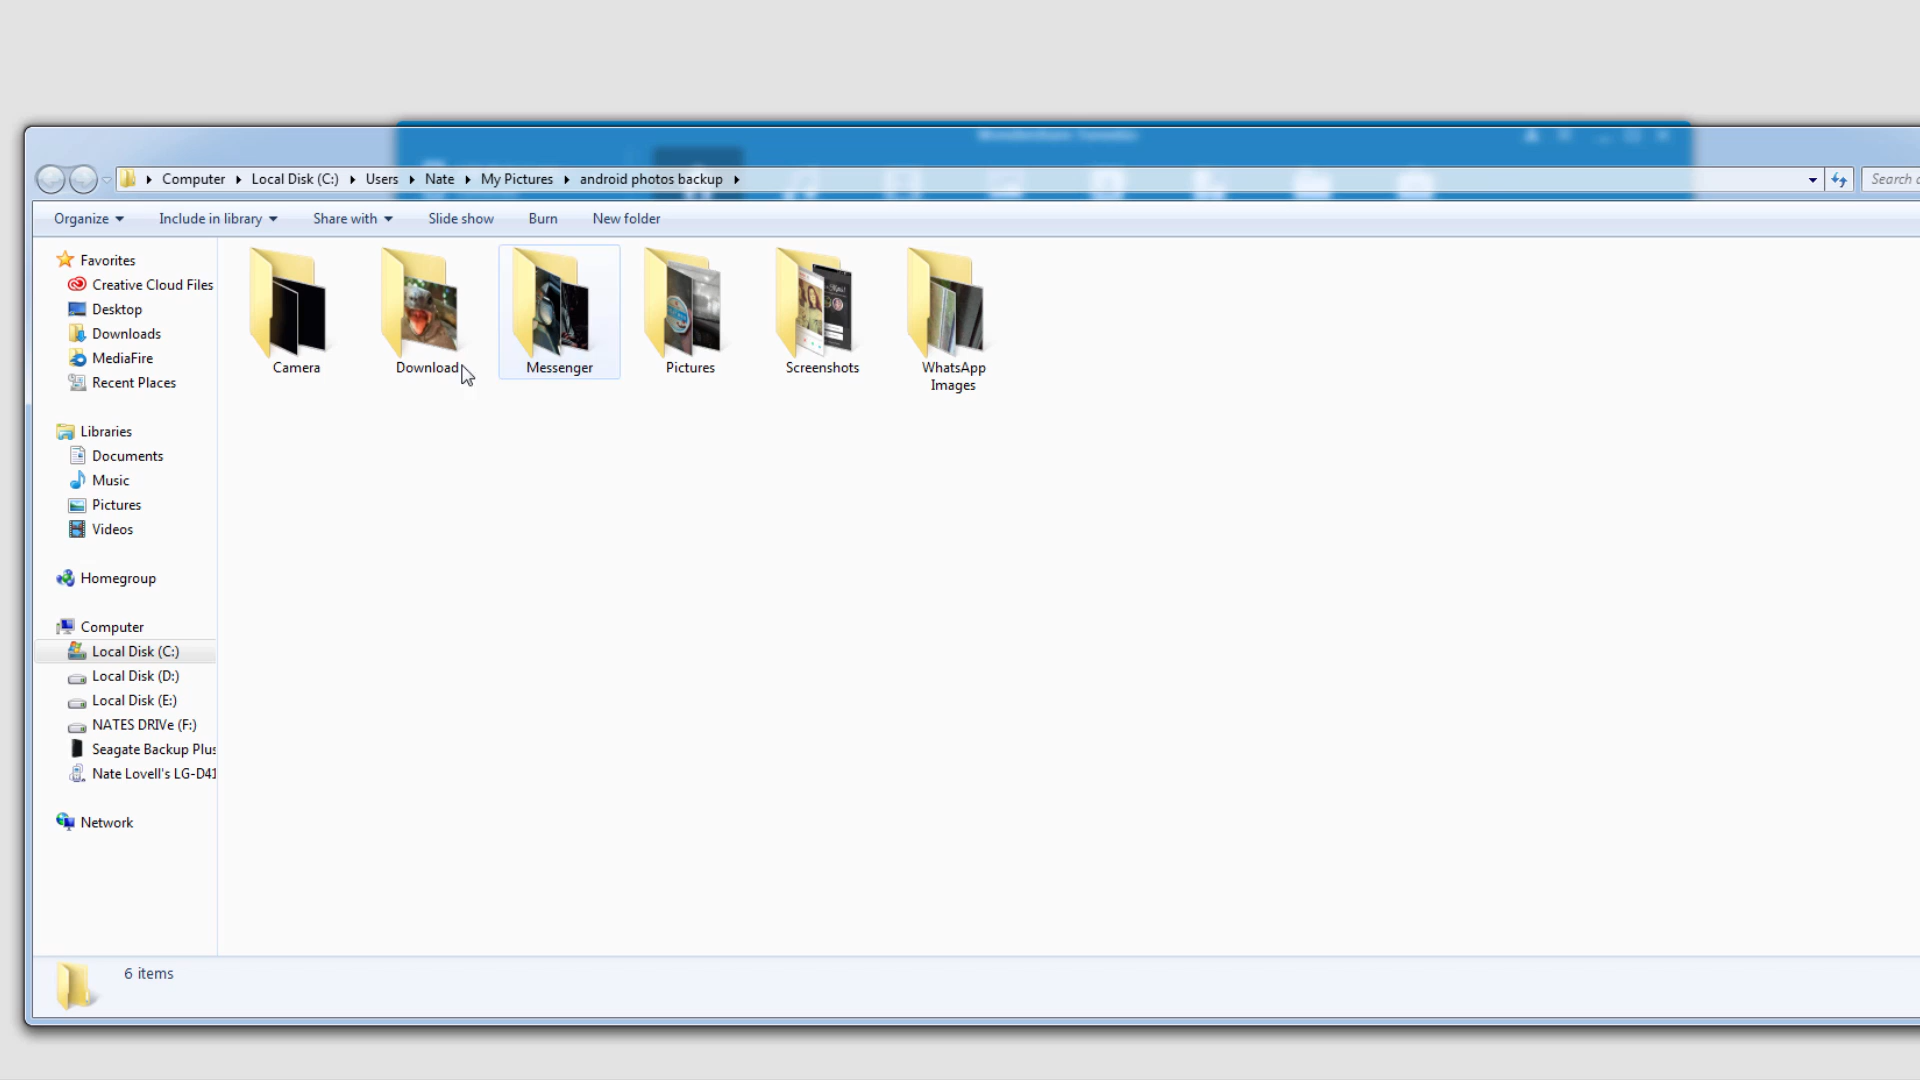 Computer Local Disk (C:) Users Nate My Pictures android photos backup
Organize Include in library Share with Slide show Burn New folder
Favorites
Creative Cloud Files
Desktop
Downloads
MediaFire
Recent Places
Libraries
Documents
Music
Pictures
Videos
Homegroup
Computer
Local Disk (C:)
Local Disk (D:)
Local Disk (E:)
NATES DRIVe (F:)
Seagate Backup Plus
Nate Lovell's LG-D41
Network
Camera
Download
Messenger
Pictures
Screenshots
WhatsApp
Images
6 items
Search